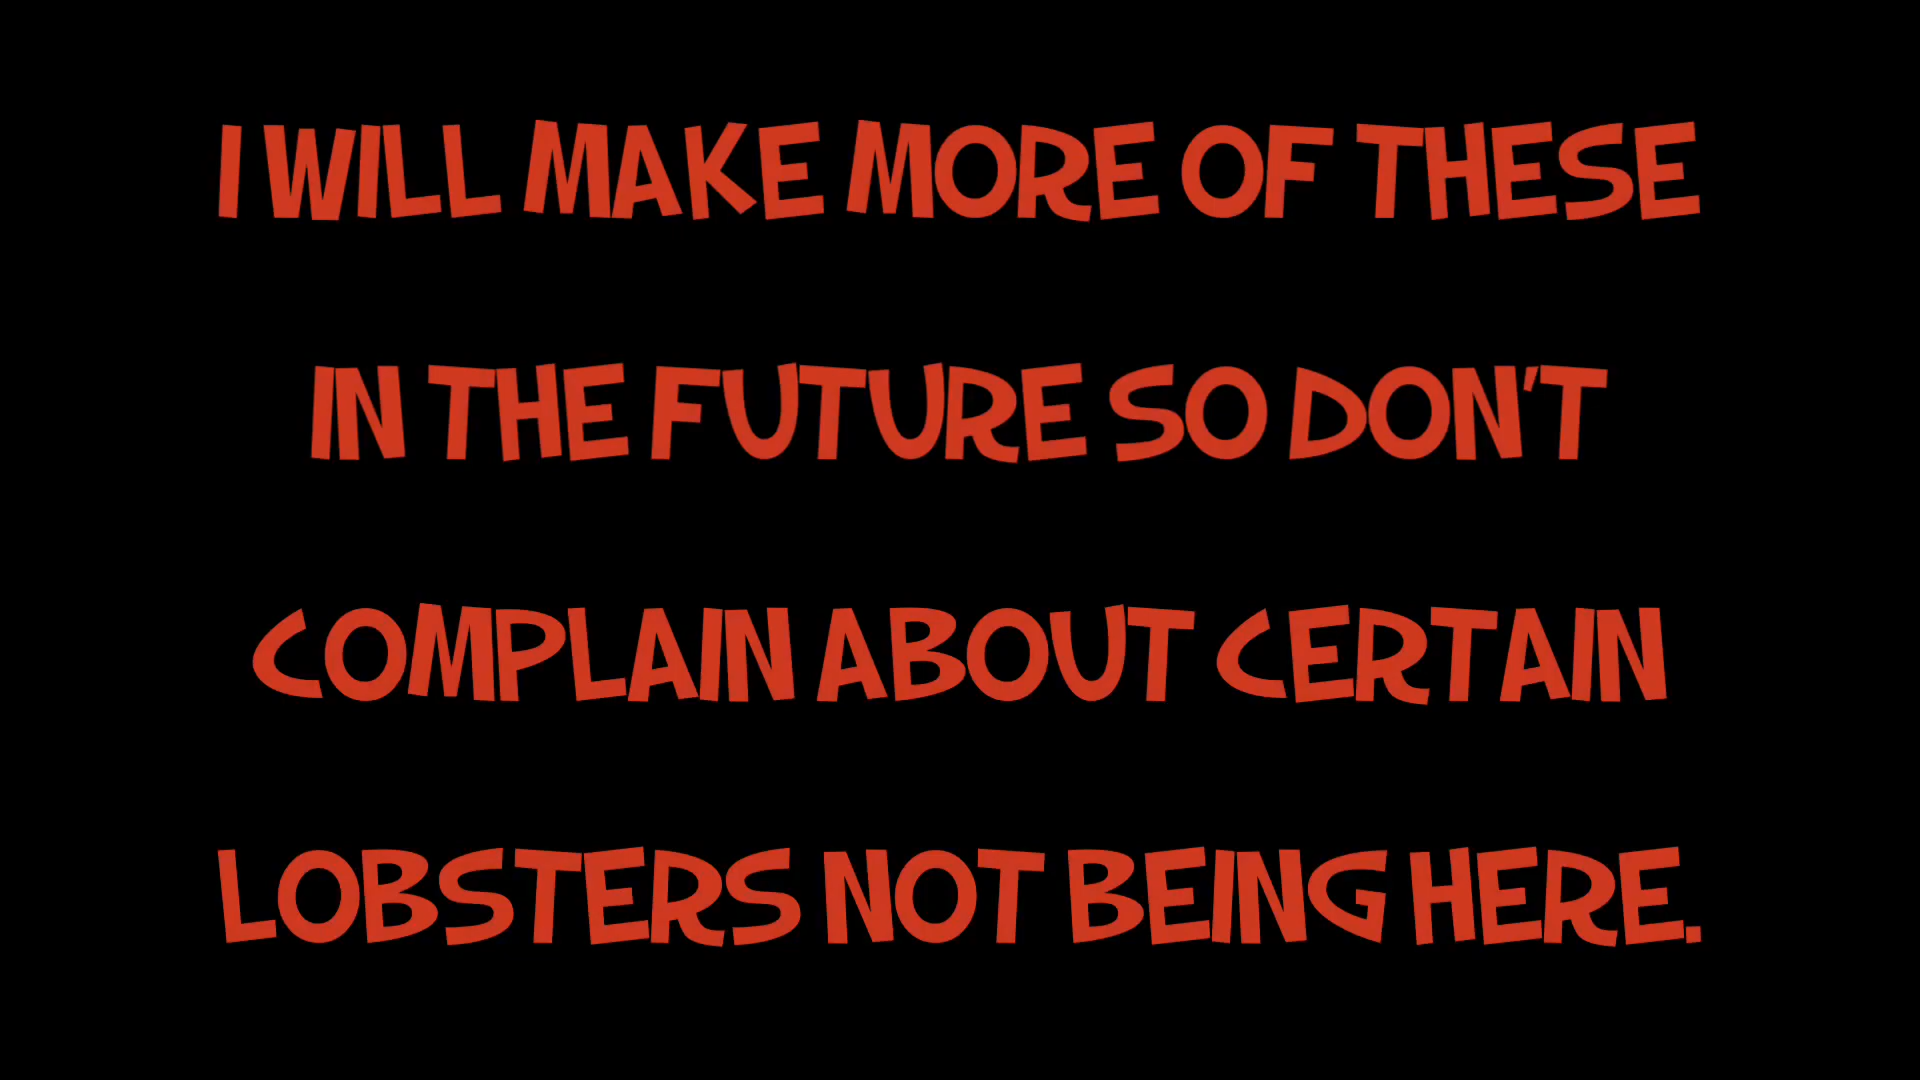 I WILL MAKE MORE OF THESE
IN THE FUTURE SO DON'T
COMPLAIN ABOUT CERTAIN
LOBSTERS NOT BEING HERE.